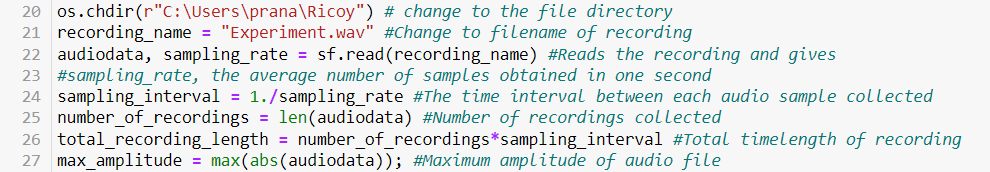 20 os.chdir(r"C:\Users\prana\Ricoy") # change to the file directory
21 recording_name = "Experiment.wav" #Change to filename of recording
22 audiodata, sampling_rate = sf.read(recording_name) #Reads the recording and gives
23 #sampling_rate, the average number of samples obtained in one second
24 sampling_interval = 1./sampling_rate #The time interval between each audio sample collected
25 number_of_recordings = len(audiodata) #Number of recordings collected
26 total_recording_length = number_of_recordings*sampling_interval #Total timelength of recording
27 max_amplitude = max(abs(audiodata)); #Maximum amplitude of audio file